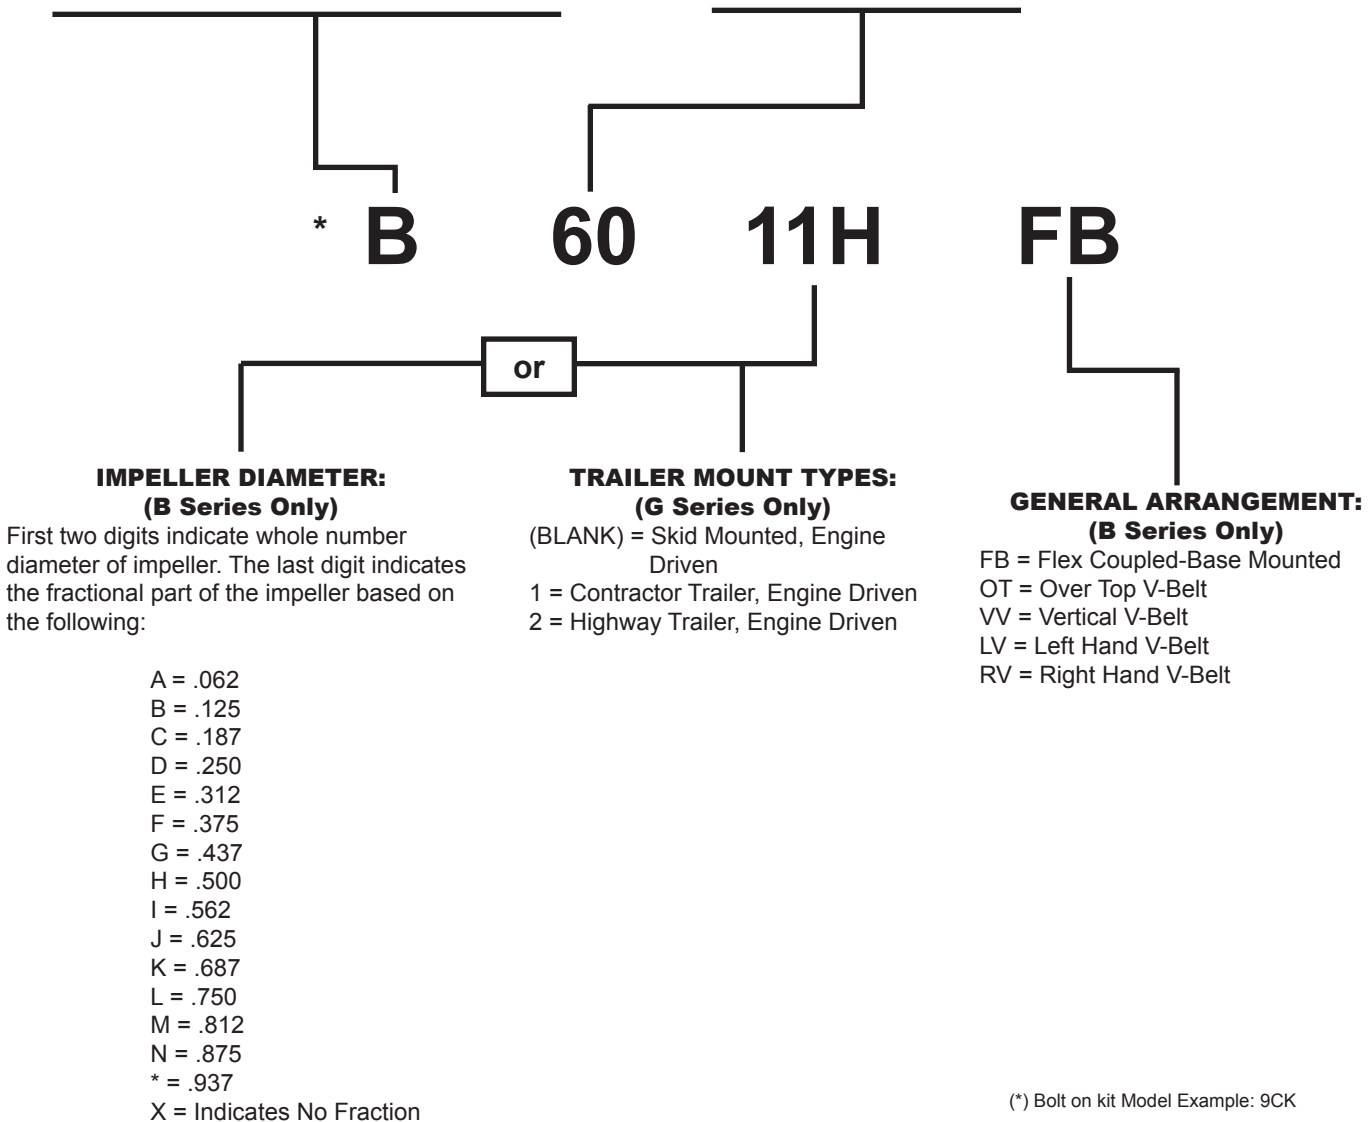 * B 60 11H FB
or
IMPELLER DIAMETER:
(B Series Only)
First two digits indicate whole number
diameter of impeller. The last digit indicates
the fractional part of the impeller based on
the following:
A = .062
B = .125
C = .187
D = .250
E = .312
F = .375
G = .437
H = .500
I = .562
J = .625
K = .687
L = .750
M = .812
N = .875
* = .937
X = Indicates No Fraction
TRAILER MOUNT TYPES:
(G Series Only)
(BLANK) = Skid Mounted, Engine
Driven
1 = Contractor Trailer, Engine Driven
2 = Highway Trailer, Engine Driven
GENERAL ARRANGEMENT:
(B Series Only)
FB = Flex Coupled-Base Mounted
OT = Over Top V-Belt
VV = Vertical V-Belt
LV = Left Hand V-Belt
RV = Right Hand V-Belt
(*) Bolt on kit Model Example: 9CK